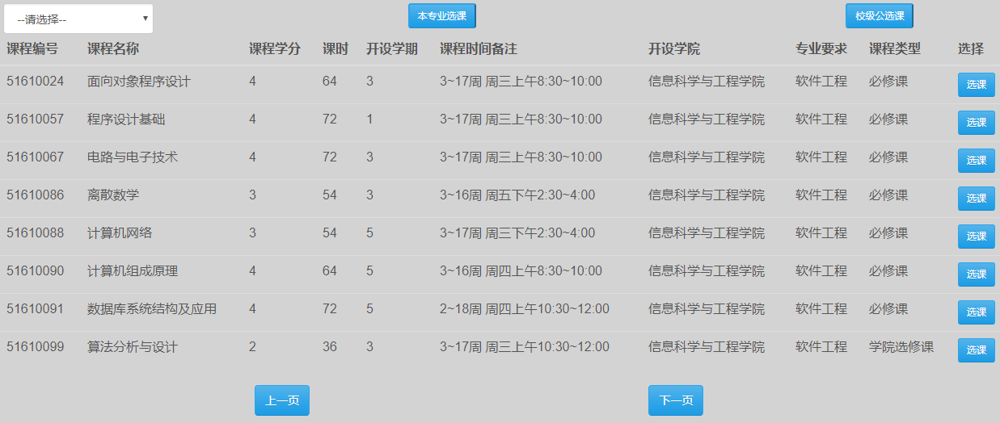 --请选择-- 本专业选课 校级公选课
课程编号 课程名称 课程学分 课时 开设学期 课程时间备注 开设学院 专业要求 课程类型 选择
51610024 面向对象程序设计 4 64 3 3~17周 周三上午8:30~10:00 信息科学与工程学院 软件工程 必修课 选课
51610057 程序设计基础 4 72 1 3~17周 周三上午8:30~10:00 信息科学与工程学院 软件工程 必修课 选课
51610067 电路与电子技术 4 72 3 3~17周 周三上午8:30~10:00 信息科学与工程学院 软件工程 必修课 选课
51610086 离散数学 3 54 3 3~16周 周五下午2:30~4:00 信息科学与工程学院 软件工程 必修课 选课
51610088 计算机网络 3 54 5 3~17周 周三下午2:30~4:00 信息科学与工程学院 软件工程 必修课 选课
51610090 计算机组成原理 4 64 5 3~16周 周四上午8:30~10:00 信息科学与工程学院 软件工程 必修课 选课
51610091 数据库系统结构及应用 4 72 5 2~18周 周四上午10:30~12:00 信息科学与工程学院 软件工程 必修课 选课
51610099 算法分析与设计 2 36 3 3~17周 周三上午10:30~12:00 信息科学与工程学院 软件工程 学院选修课 选课
上一页 下一页